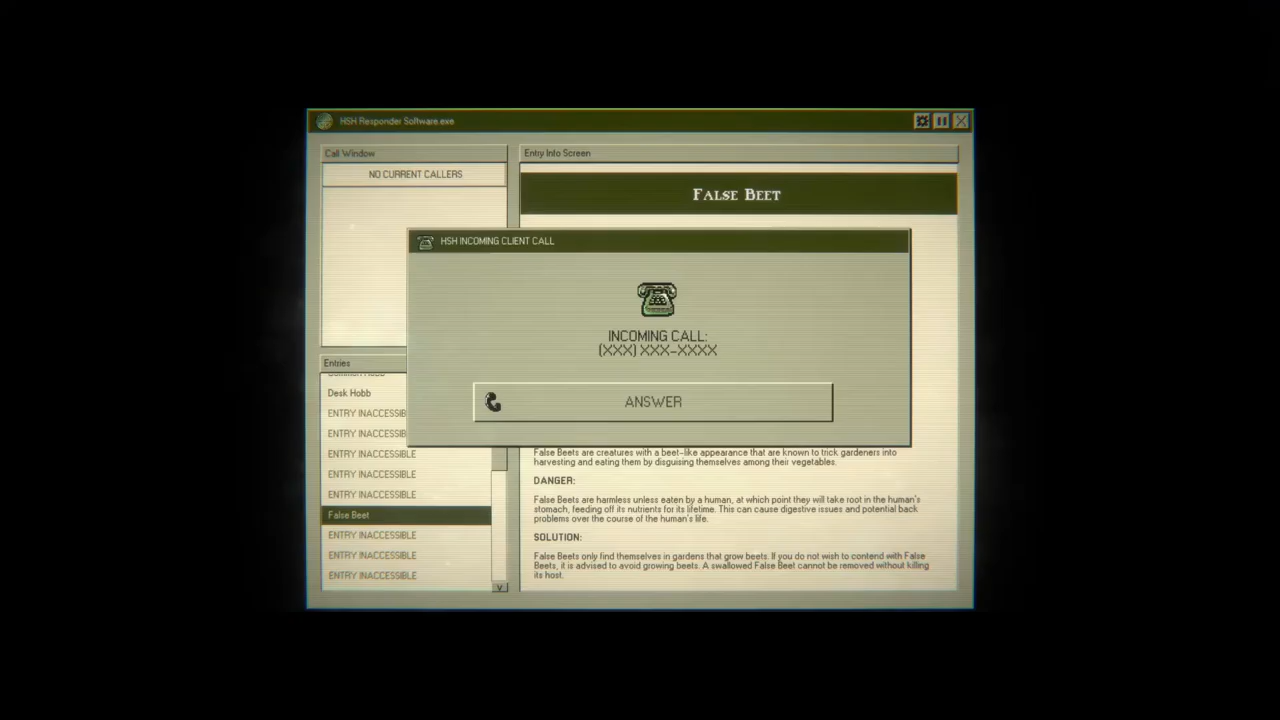 HSH Responder Software.exe
Call Window
NO CURRENT CALLERS
Entry Into Screen
False Beet
HSH INCOMING CLIENT CALL
INCOMING CALL:
(XXX) XXX-XXXX
ANSWER
Entries
Common Hobb
Desk Hobb
ENTRY INACCESSIB
ENTRY INACCESSIB
ENTRY INACCESSIBLE
ENTRY INACCESSIBLE
ENTRY INACCESSIBLE
False Beet
ENTRY INACCESSIBLE
ENTRY INACCESSIBLE
ENTRY INACCESSIBLE
False Beets are creatures with a beet-like appearance that are known to trick gardeners into
harvesting and eating them by disguising themselves among their vegetables.
DANGER:
False Beets are harmless unless eaten by a human, at which point they will take root in the human's
stomach, feeding off its nutrients for its lifetime. This can cause digestive issues and potential back
problems over the course of the human's life.
SOLUTION:
False Beets only find themselves in gardens that grow beets. If you do not wish to contend with False
Beets, it is advised to avoid growing beets. A swallowed False Beet cannot be removed without killing
its host.